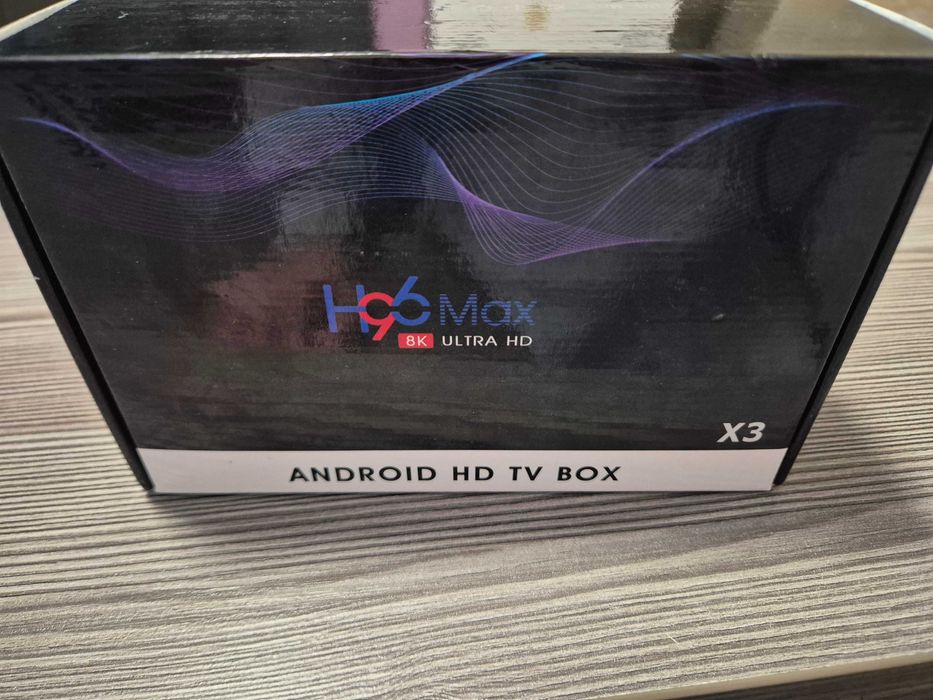 H96 Max
8K ULTRA HD
X3
ANDROID HD TV BOX